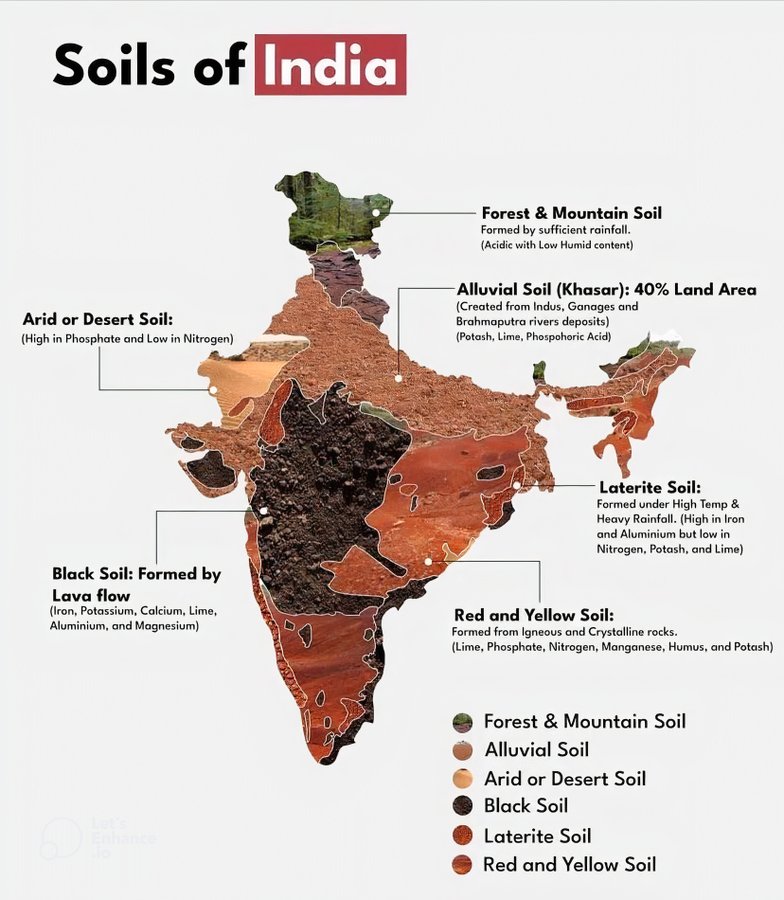 Soils of India
Forest & Mountain Soil
Formed by sufficient rainfall.
(Acidic with Low Humid content)
Alluvial Soil (Khasar): 40% Land Area
(Created from Indus, Ganages and
Brahmaputra rivers deposits)
(Potash, Lime, Phospohoric Acid)
Arid or Desert Soil:
(High in Phosphate and Low in Nitrogen)
Laterite Soil:
Formed under High Temp &
Heavy Rainfall. (High in Iron
and Aluminium but low in
Nitrogen, Potash, and Lime)
Black Soil: Formed by
Lava flow
(Iron, Potassium, Calcium, Lime,
Aluminium, and Magnesium)
Red and Yellow Soil:
Formed from Igneous and Crystalline rocks.
(Lime, Phosphate, Nitrogen, Manganese, Humus, and Potash)
Forest & Mountain Soil
Alluvial Soil
Arid or Desert Soil
Black Soil
Laterite Soil
Red and Yellow Soil
Let's
Enhance
.io